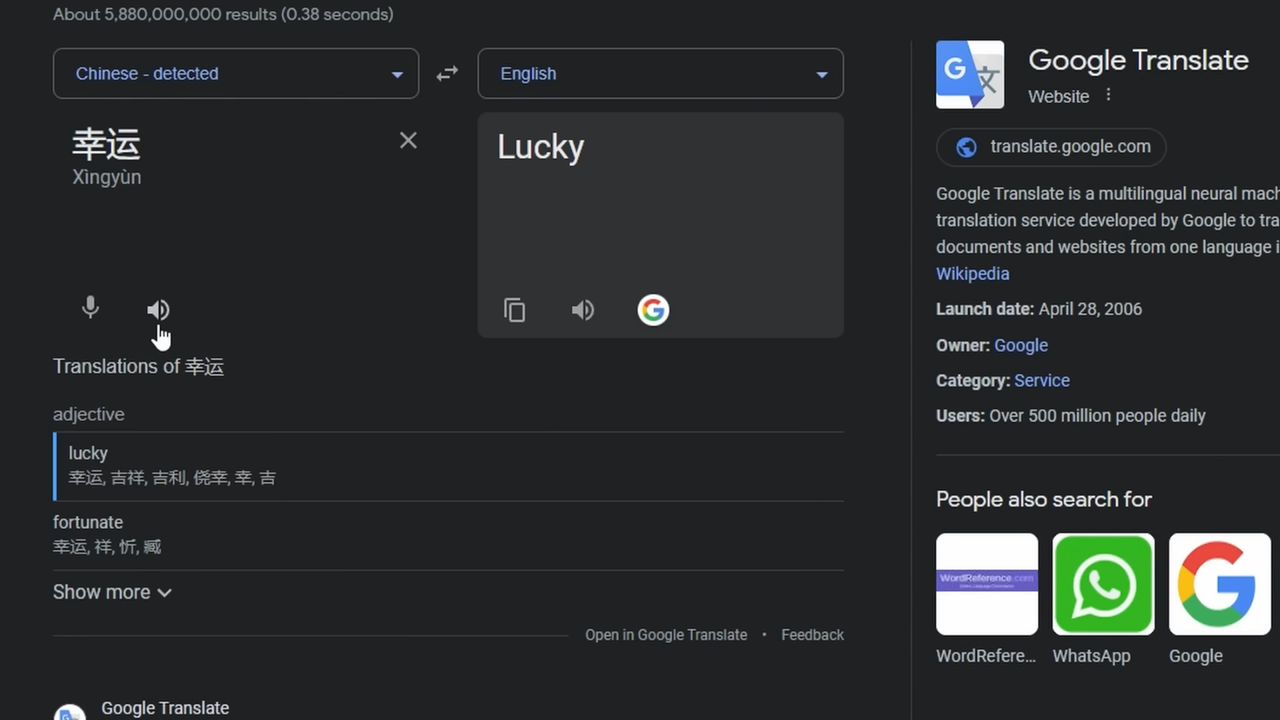 About 5,880,000,000 results (0.38 seconds)
Chinese - detected
English
幸运
Xìngyùn
Lucky
Translations of 幸运
adjective
lucky
幸运, 吉祥, 吉利, 侥幸, 幸, 吉
fortunate
幸运, 祥, 忻, 臧
Show more
Open in Google Translate • Feedback
Google Translate
G 文
Google Translate
Website
translate.google.com
Google Translate is a multilingual neural mach
translation service developed by Google to tra
documents and websites from one language i
Wikipedia
Launch date: April 28, 2006
Owner: Google
Category: Service
Users: Over 500 million people daily
People also search for
WordReference.com
WordRefere...
WhatsApp
Google